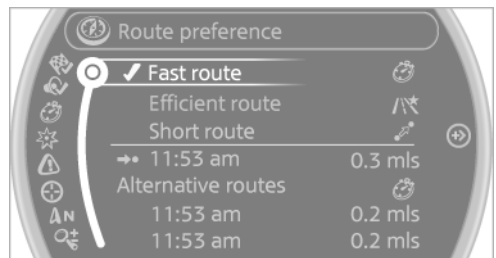 Route preference
Fast route
Efficient route
Short route
11:53 am 0.3 mls
Alternative routes
11:53 am 0.2 mls
11:53 am 0.2 mls
AN